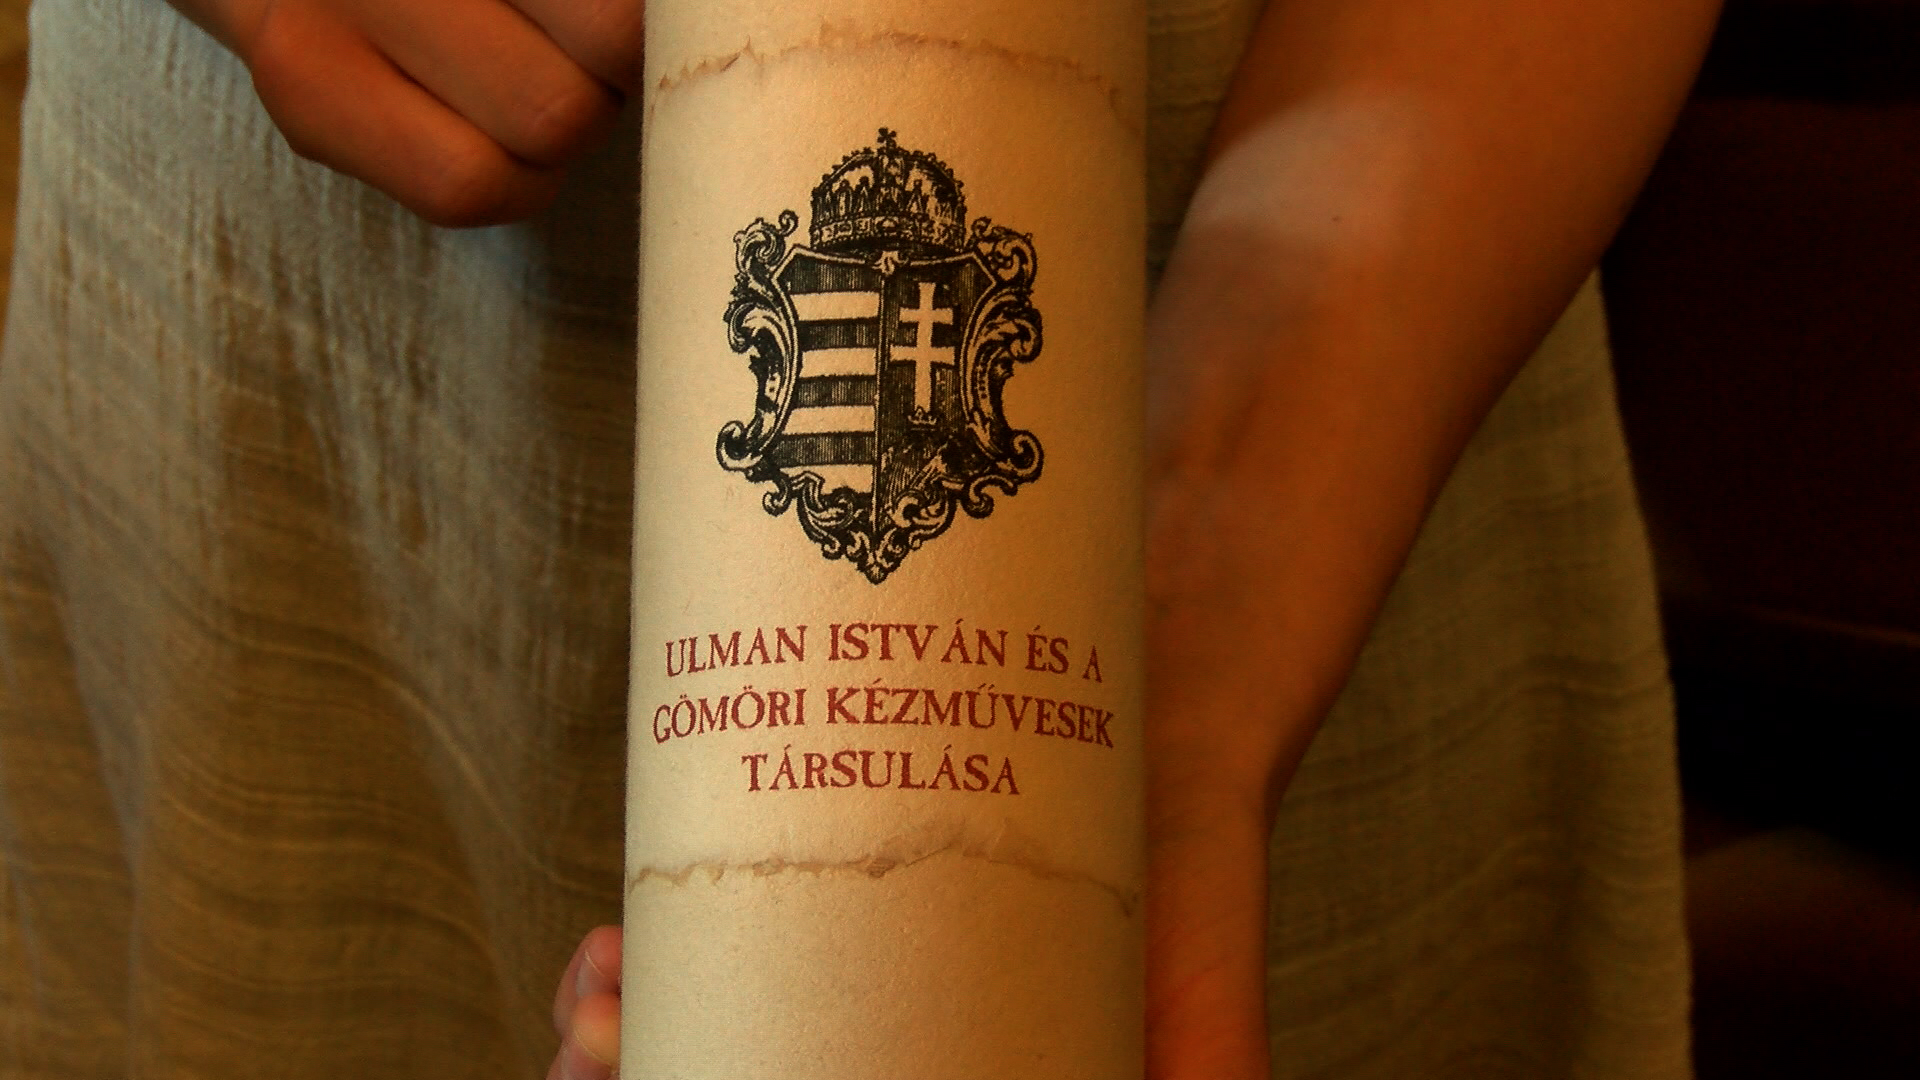 ULMAN ISTVÁN ÉS A
GÖMÖRI KÉZMŰVESEK
TÁRSULÁSA